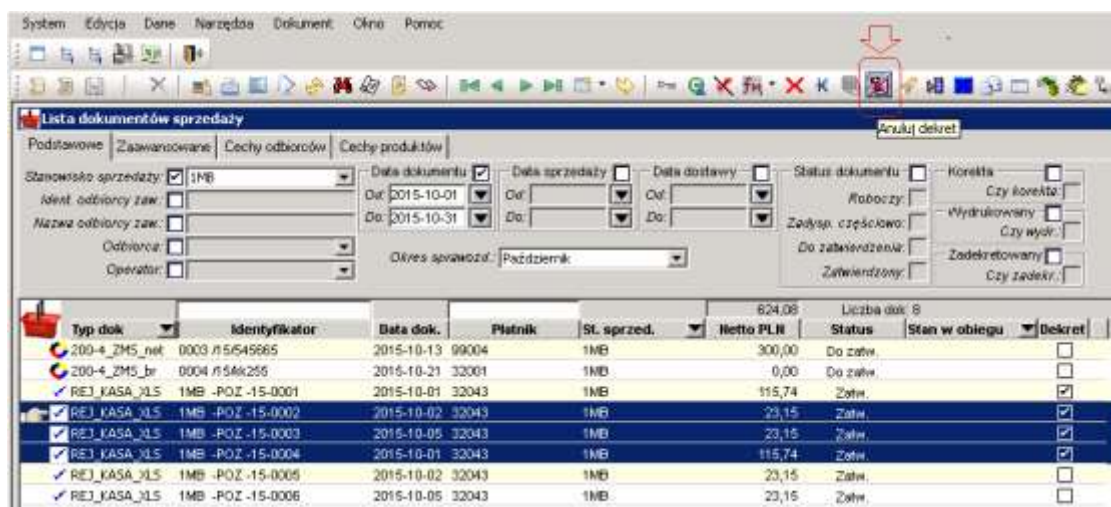 System Edycja Dane Narzędzia Dokument Okno Pomoc
Anuluj dekret
Lista dokumentów sprzedaży
Podstawowe Zaawansowane Cechy odbiorców Cechy produktów
Stanowisko sprzedaży: 1MB Data dokumentu Data sprzedaży Data dostawy Status dokumentu Korekta
Ident. odbiorcy zaw: Od: 2015-10-01 Od: Od: Roboczy: Czy korekta:
Nazwa odbiorcy zaw: Do: 2015-10-31 Do: Do: Zadysp. częściowo: Wydrukowany
Czy wydr.:
Odbiorca: Do zatwierdzenia: Zadekretowany
Operator: Okres sprawozd.: Październik Zatwierdzony: Czy zadekr.:
624,08 Liczba dok: 8
Typ dok Identyfikator Data dok. Płatnik St. sprzed. Netto PLN Status Stan w obiegu Dekret
200-4_ZMS_net 0003 /15/545665 2015-10-13 99004 1MB 300,00 Do zatw.
200-4_ZMS_br 0004 2015-10-21 32001 1MB 0,00 Do zatw.
REJ_KASA_XLS 1MB -POZ -15-0001 2015-10-01 32043 1MB 115,74 Zatw.
REJ_KASA_XLS 1MB -POZ -15-0002 2015-10-02 32043 1MB 23,15 Zatw.
REJ_KASA_XLS 1MB -POZ -15-0003 2015-10-05 32043 1MB 23,15 Zatw.
REJ_KASA_XLS 1MB -POZ -15-0004 2015-10-01 32043 1MB 115,74 Zatw.
REJ_KASA_XLS 1MB -POZ -15-0005 2015-10-02 32043 1MB 23,15 Zatw.
REJ_KASA_XLS 1MB -POZ -15-0006 2015-10-05 32043 1MB 23,15 Zatw.